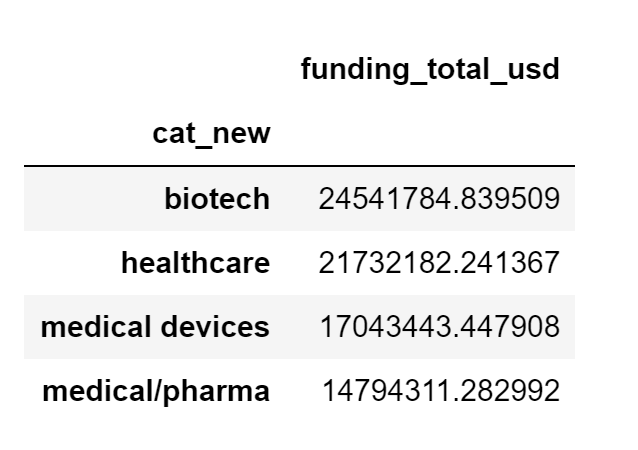 funding_total_usd
cat_new
biotech 24541784.839509
healthcare 21732182.241367
medical devices 17043443.447908
medical/pharma 14794311.282992